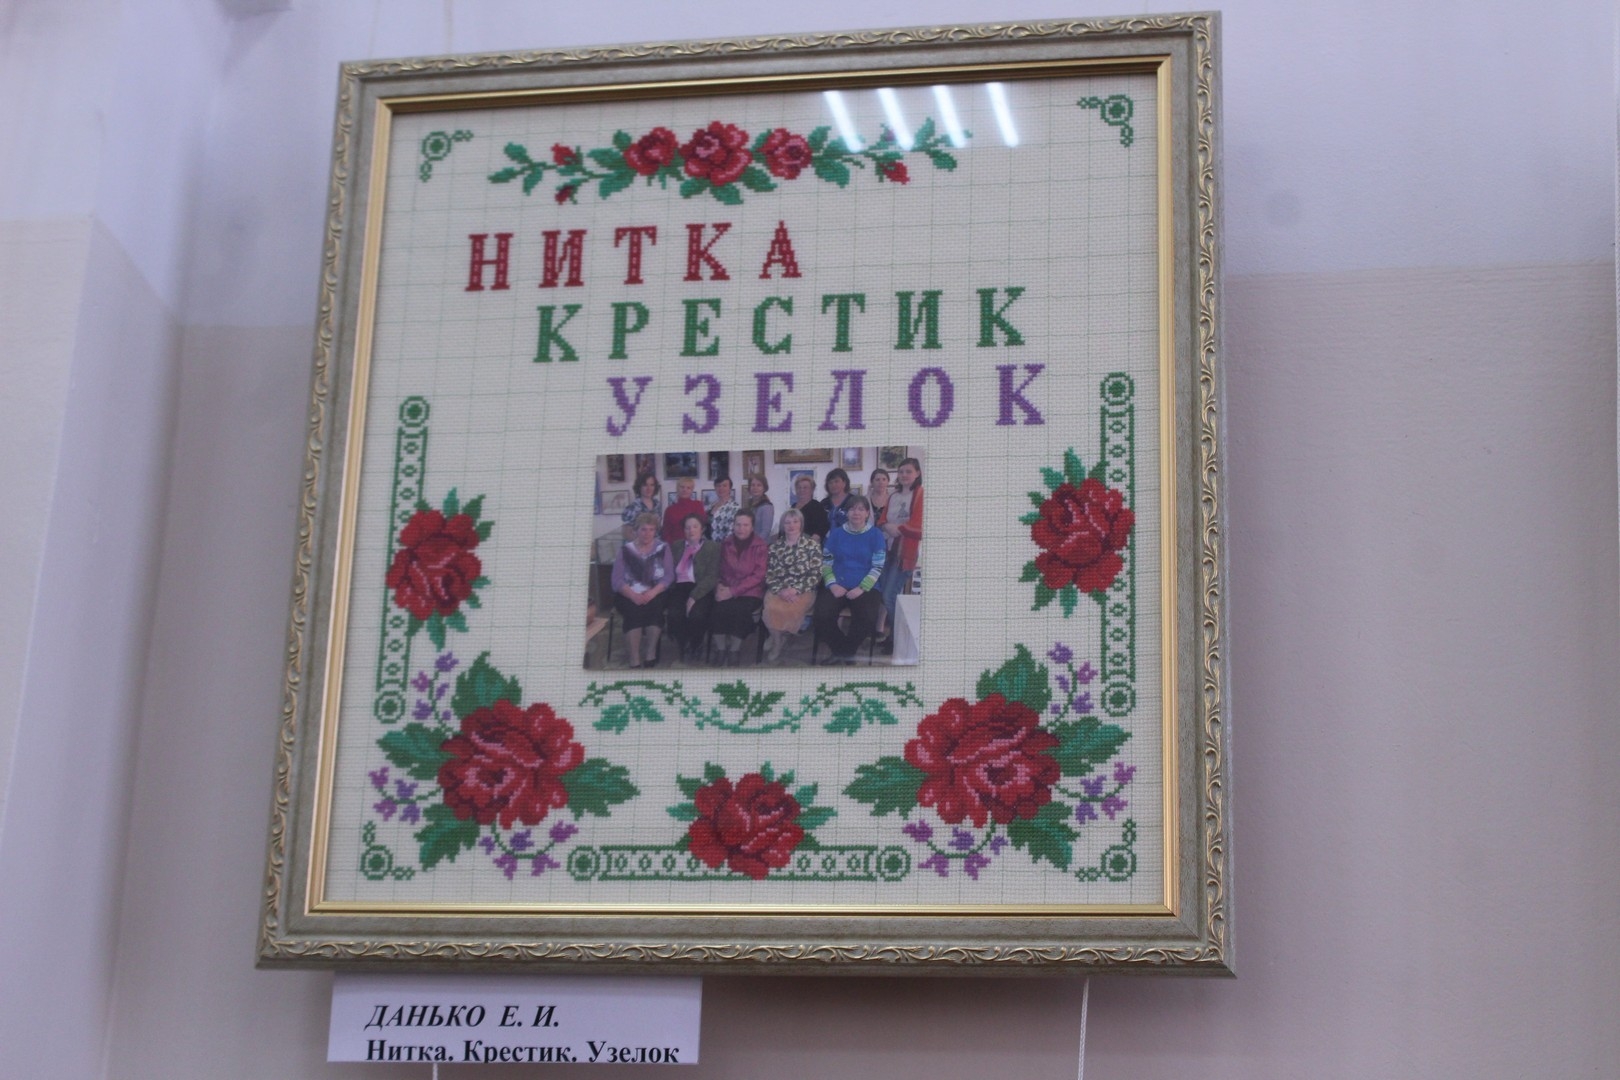 НИТКА
КРЕСТИК
УЗЕЛОК
ДАНЬКО Е. И.
Нитка. Крестик. Узелок